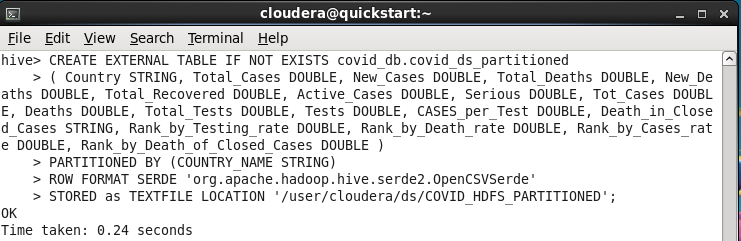 cloudera@quickstart:~
File Edit View Search Terminal Help
hive> CREATE EXTERNAL TABLE IF NOT EXISTS covid_db.covid_ds_partitioned
    > ( Country STRING, Total_Cases DOUBLE, New_Cases DOUBLE, Total_Deaths DOUBLE, New_De
aths DOUBLE, Total_Recovered DOUBLE, Active_Cases DOUBLE, Serious DOUBLE, Tot_Cases DOUBL
E, Deaths DOUBLE, Total_Tests DOUBLE, Tests DOUBLE, CASES_per_Test DOUBLE, Death_in_Close
d_Cases STRING, Rank_by_Testing_rate DOUBLE, Rank_by_Death_rate DOUBLE, Rank_by_Cases_rat
e DOUBLE, Rank_by_Death_of_Closed_Cases DOUBLE )
    > PARTITIONED BY (COUNTRY_NAME STRING)
    > ROW FORMAT SERDE 'org.apache.hadoop.hive.serde2.OpenCSVSerde'
    > STORED as TEXTFILE LOCATION '/user/cloudera/ds/COVID_HDFS_PARTITIONED';
OK
Time taken: 0.24 seconds